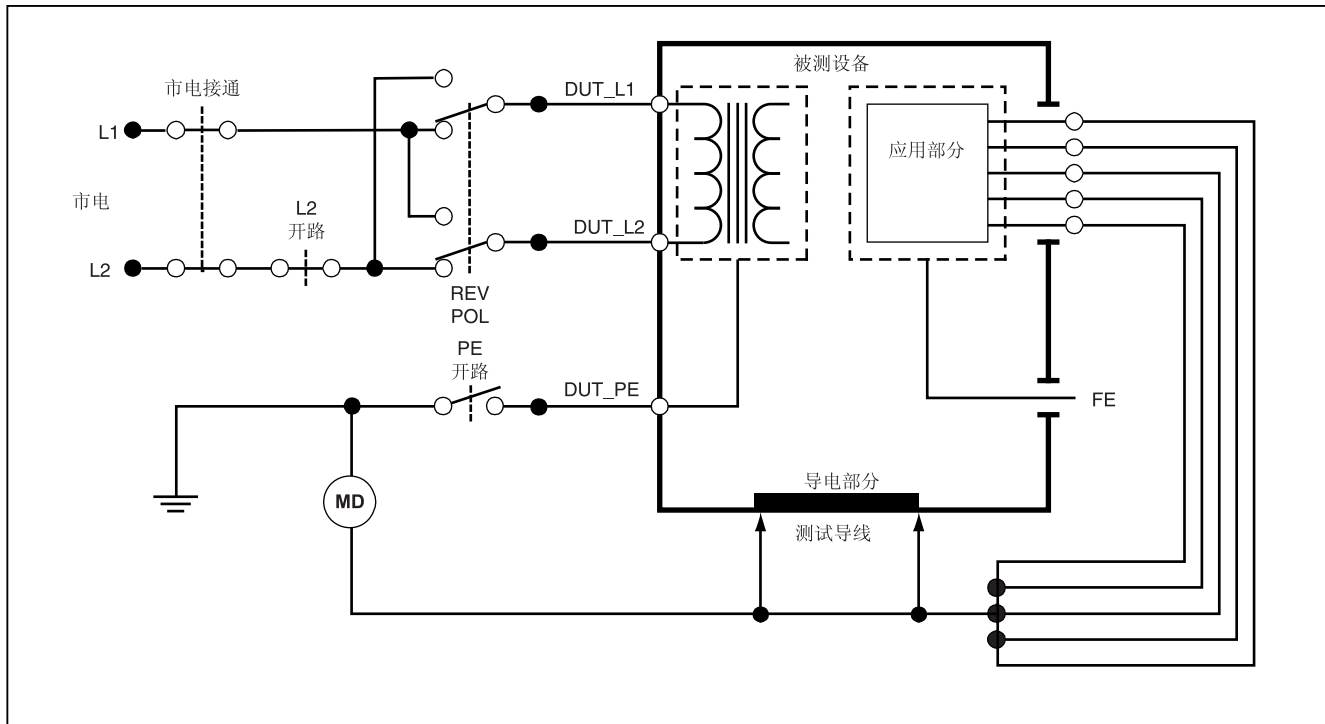 被测设备
市电接通
DUT_L1
L1
应用部分
市电
L2
开路
DUT_L2
L2
REV
POL
PE
开路
DUT_PE
FE
导电部分
MD
测试导线